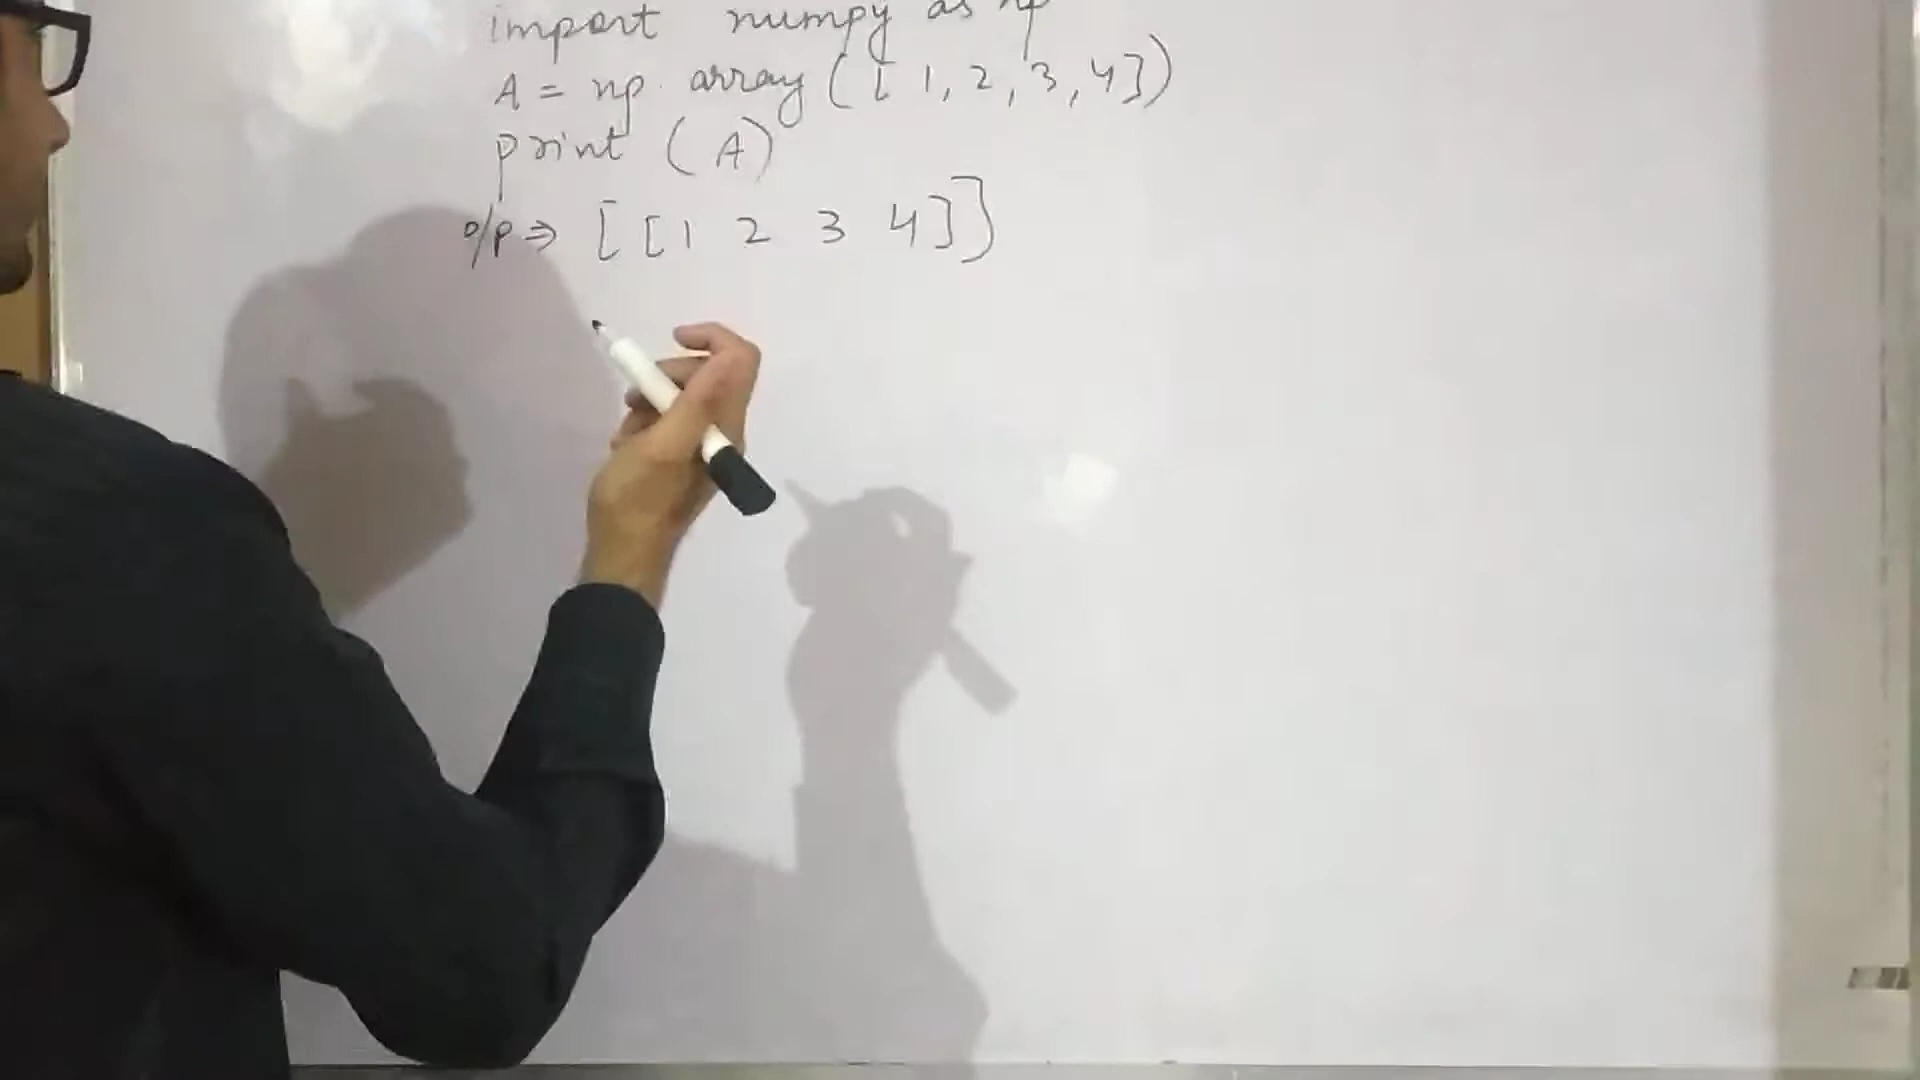 import numpy as np
A = np. array ([ 1, 2, 3, 4])
print (A)
o/p ⇒ [ [ 1 2 3 4 ] ]